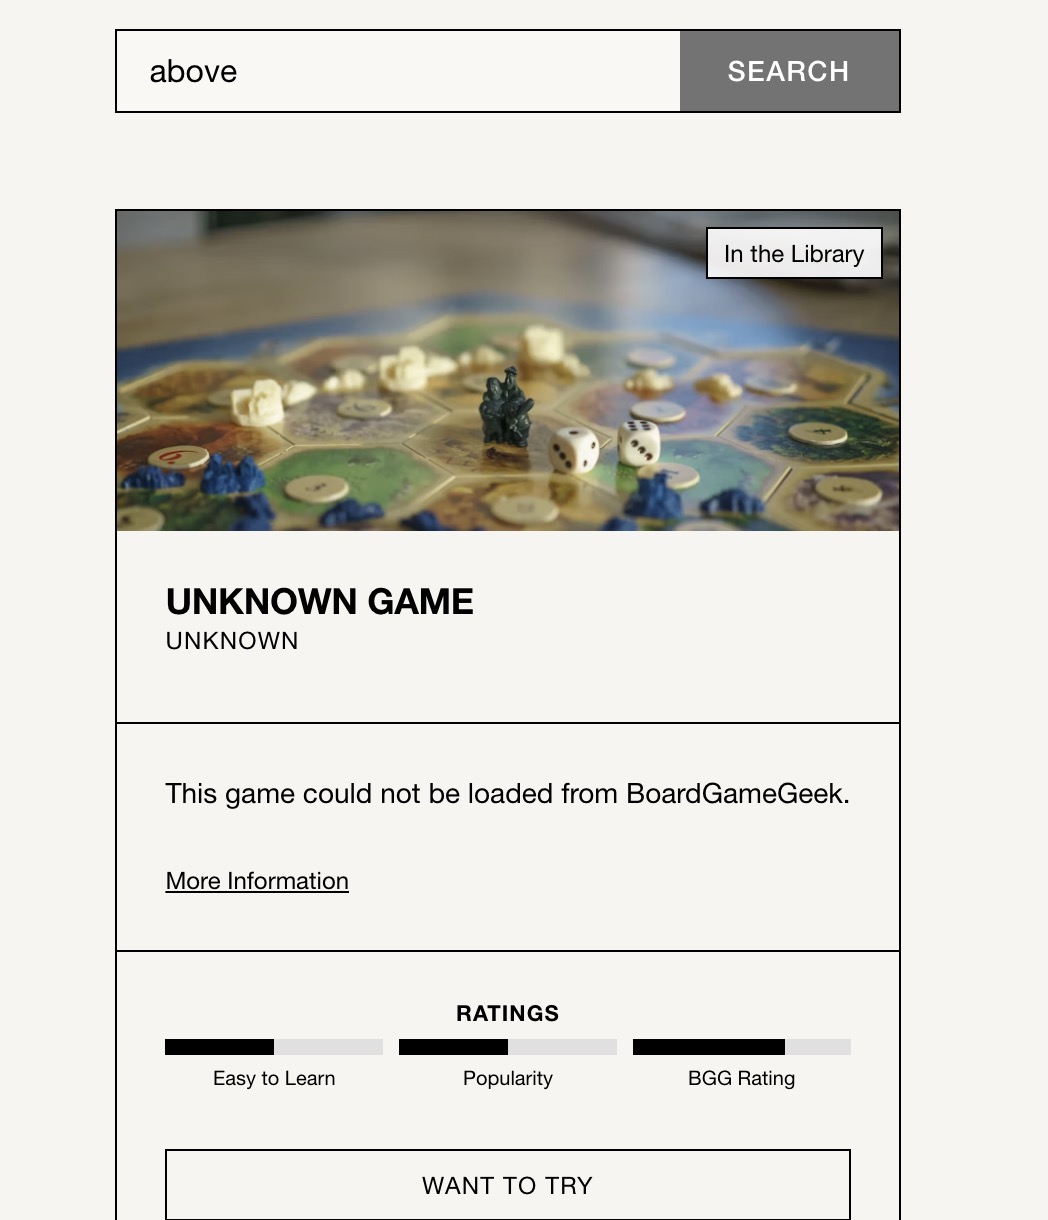 above
SEARCH
In the Library
UNKNOWN GAME
UNKNOWN
This game could not be loaded from BoardGameGeek.
More Information
RATINGS
Easy to Learn
Popularity
BGG Rating
WANT TO TRY